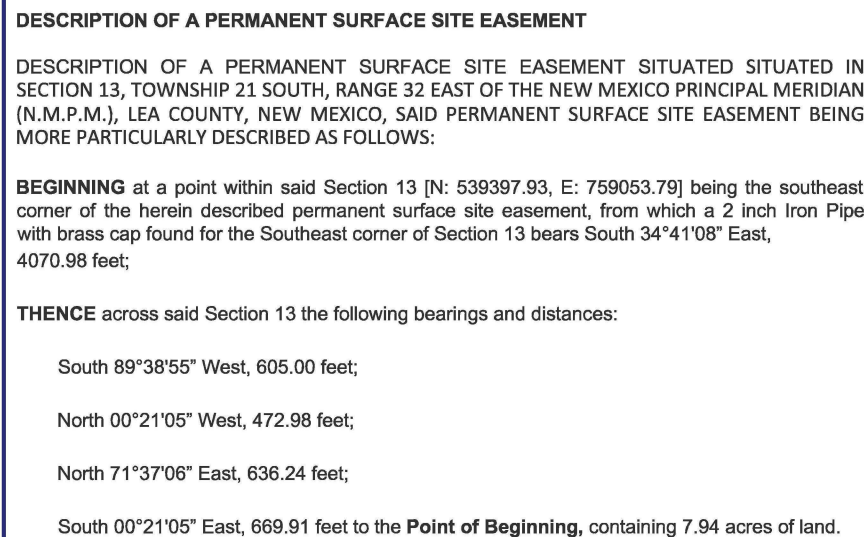 DESCRIPTION OF A PERMANENT SURFACE SITE EASEMENT
DESCRIPTION OF A PERMANENT SURFACE SITE EASEMENT SITUATED SITUATED IN
SECTION 13, TOWNSHIP 21 SOUTH, RANGE 32 EAST OF THE NEW MEXICO PRINCIPAL MERIDIAN
(N.M.P.M.), LEA COUNTY, NEW MEXICO, SAID PERMANENT SURFACE SITE EASEMENT BEING
MORE PARTICULARLY DESCRIBED AS FOLLOWS:
BEGINNING at a point within said Section 13 [N: 539397.93, E: 759053.79] being the southeast
corner of the herein described permanent surface site easement, from which a 2 inch Iron Pipe
with brass cap found for the Southeast corner of Section 13 bears South 34°41'08” East,
4070.98 feet;
THENCE across said Section 13 the following bearings and distances:
South 89°38'55” West, 605.00 feet;
North 00°21'05” West, 472.98 feet;
North 71°37'06” East, 636.24 feet;
South 00°21'05” East, 669.91 feet to the Point of Beginning, containing 7.94 acres of land.